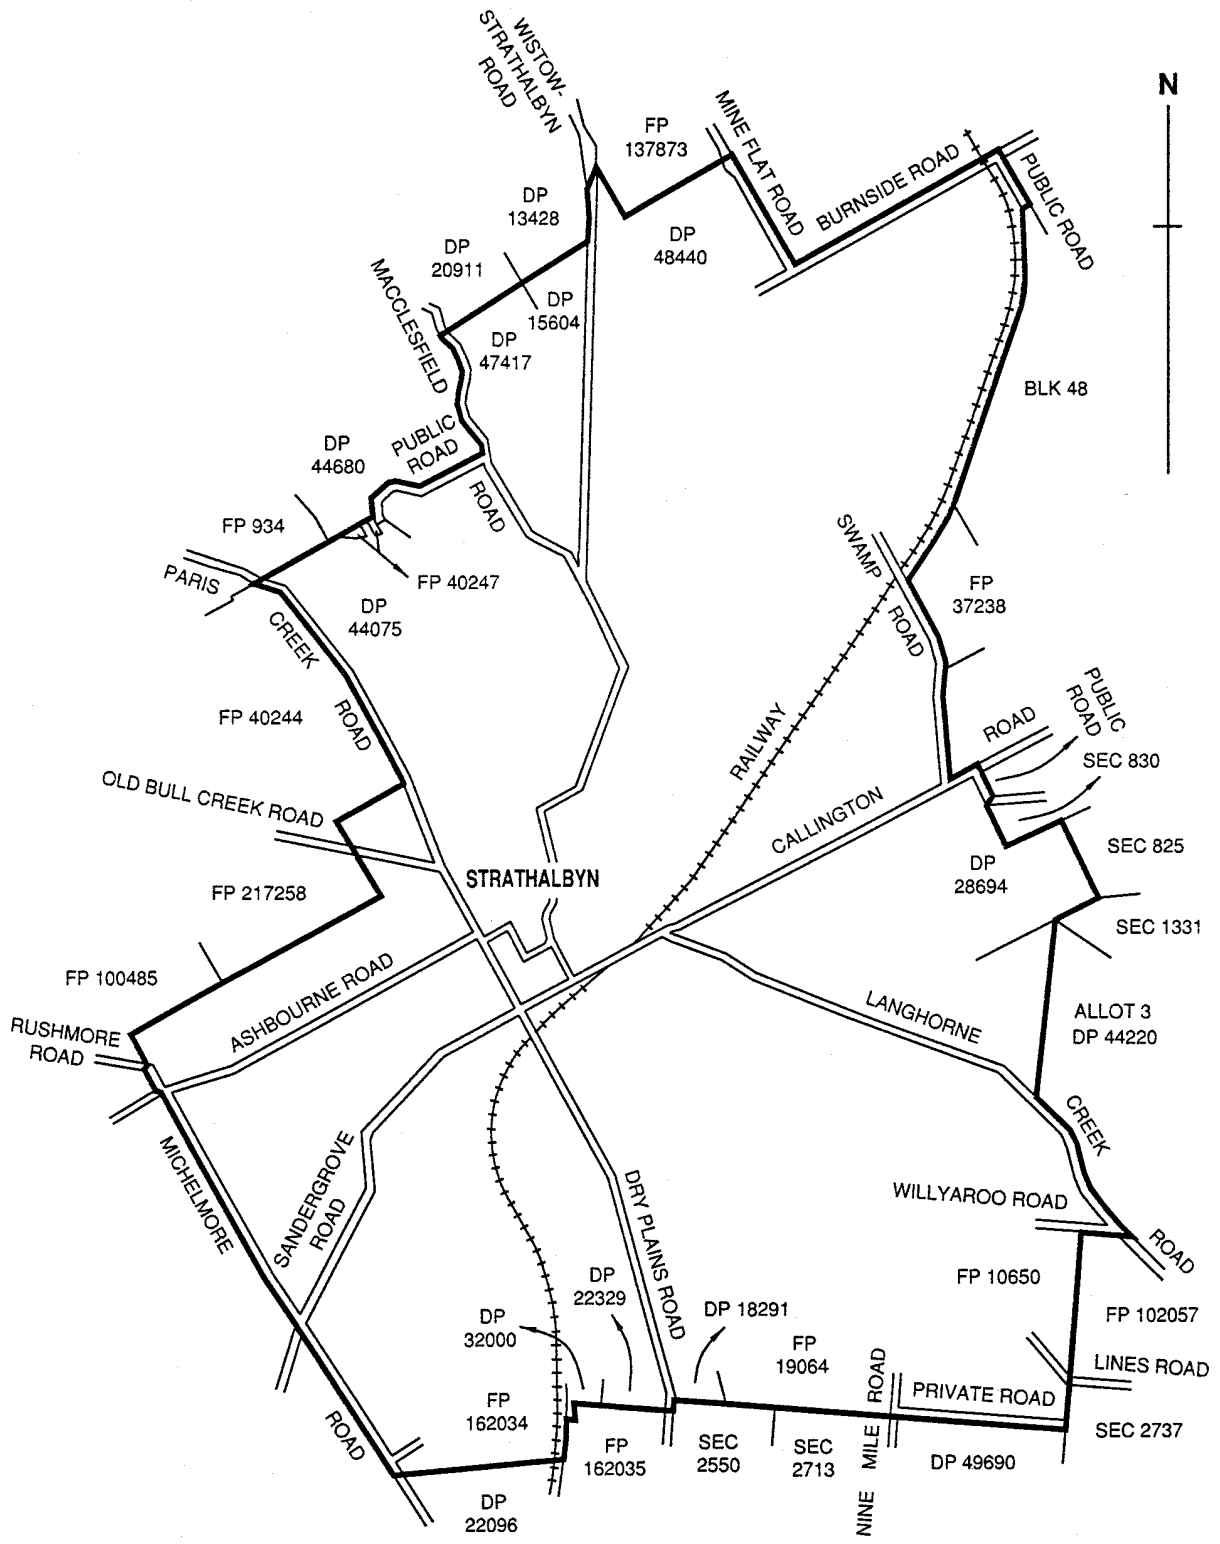 WISTOW-
STRATHALBYN
ROAD
N
FP
137873
MINE FLAT ROAD
BURNSIDE ROAD
PUBLIC ROAD
DP
13428
DP
48440
DP
20911
DP
15604
MACCLESFIELD
DP
47417
BLK 48
PUBLIC
ROAD
DP
44680
ROAD
FP 934
SWAMP
PARIS
FP 40247
FP
37238
DP
44075
CREEK
ROAD
ROAD
FP 40244
RAILWAY
ROAD
PUBLIC
ROAD
SEC 830
OLD BULL CREEK ROAD
CALLINGTON
SEC 825
STRATHALBYN
DP
28694
FP 217258
SEC 1331
FP 100485
ASHBOURNE ROAD
LANGHORNE
ALLOT 3
DP 44220
RUSHMORE
ROAD
CREEK
MICHELMORE
SANDERGROVE
ROAD
DRY PLAINS ROAD
WILLYAROO ROAD
ROAD
FP 10650
DP
22329
DP 18291
FP 102057
DP
32000
FP
19064
LINES ROAD
NINE MILE ROAD
PRIVATE ROAD
FP
162034
ROAD
SEC 2737
FP
162035
SEC
2550
SEC
2713
DP 49690
DP
22096